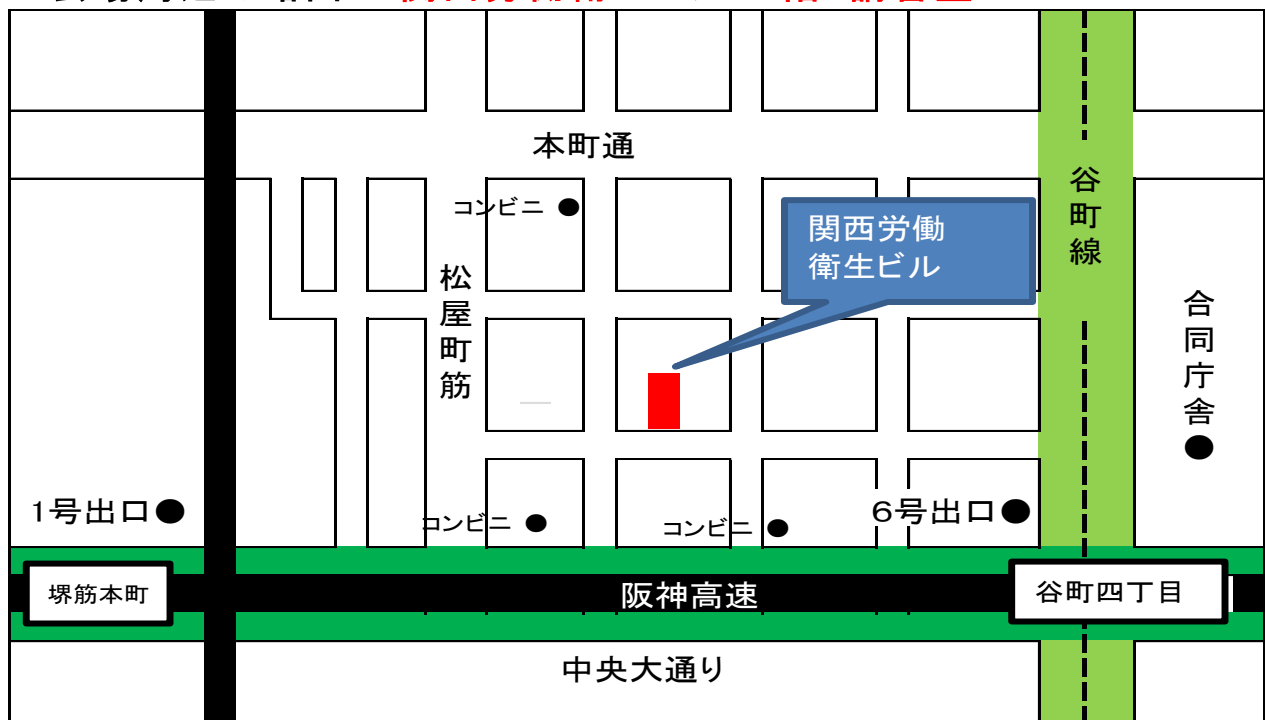 本町通
コンビニ
関西労働
衛生ビル
谷町線
松屋町筋
合同庁舎
1号出口
コンビニ
コンビニ
6号出口
堺筋本町
阪神高速
谷町四丁目
中央大通り